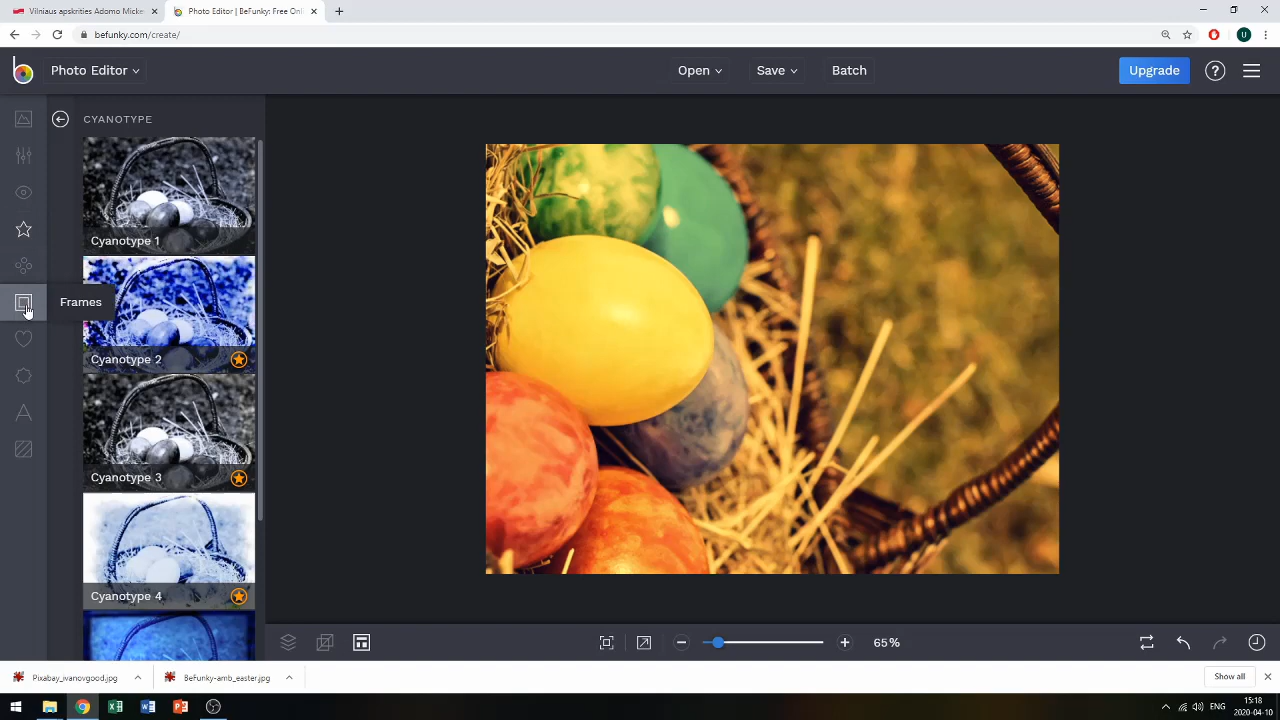 Vilniaus apskrities Adomo Micke
Photo Editor | BeFunky: Free Onli
befunky.com/create/
U
Photo Editor
Open
Save
Batch
Upgrade
?
CYANOTYPE
Cyanotype 1
Frames
Cyanotype 2
Cyanotype 3
Cyanotype 4
65%
Pixabay_ivanovgood.jpg
BeFunky-amb_easter.jpg
Show all
ENG
15:18
2020-04-10